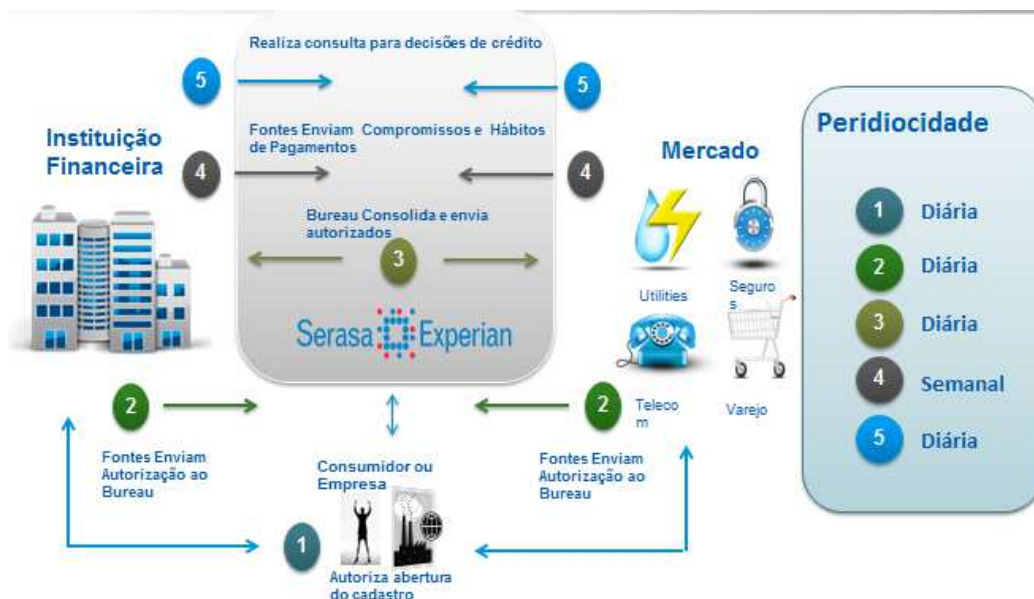 Realiza consulta para decisões de crédito
5
5
Instituição
Financeira
Fontes Enviam Compromissos e Hábitos
de Pagamentos
4
4
Mercado
Bureau Consolida e envia
autorizados
3
Serasa Experian
Utilities
Seguro
s
Teleco
m
Varejo
2
2
Fontes Enviam
Autorização ao
Bureau
Consumidor ou
Empresa
Fontes Enviam
Autorização ao
Bureau
1
Autoriza abertura
do cadastro
Peridiocidade
1 Diária
2 Diária
3 Diária
4 Semanal
5 Diária